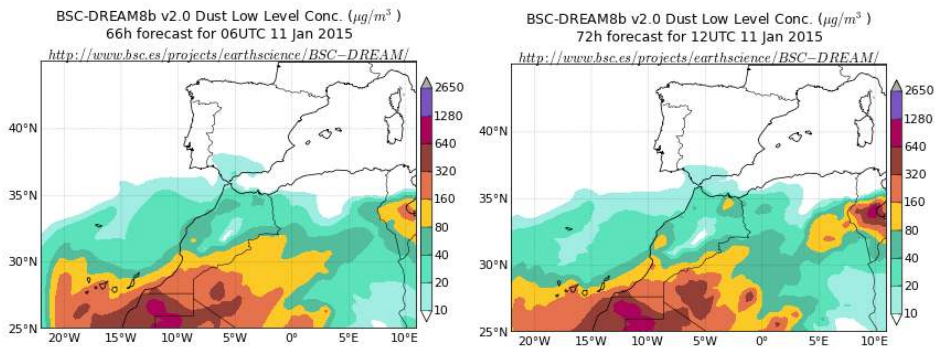 BSC-DREAM8b v2.0 Dust Low Level Conc. (μg/m³ )
66h forecast for 06UTC 11 Jan 2015
http://www.bsc.es/projects/earthscience/BSC−DREAM/
40°N
35°N
30°N
25°N
20°W 15°W 10°W 5°W 0°E 5°E 10°E
2650
1280
640
320
160
80
40
20
10
BSC-DREAM8b v2.0 Dust Low Level Conc. (μg/m³ )
72h forecast for 12UTC 11 Jan 2015
http://www.bsc.es/projects/earthscience/BSC−DREAM/
40°N
35°N
30°N
25°N
20°W 15°W 10°W 5°W 0°E 5°E 10°E
2650
1280
640
320
160
80
40
20
10